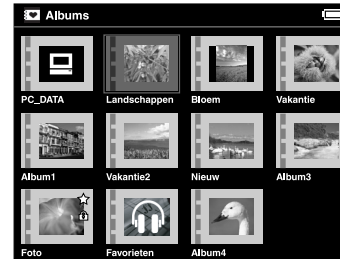 Albums
PC_DATA Landschappen Bloem Vakantie
Album1 Vakantie2 Nieuw Album3
Foto Favorieten Album4